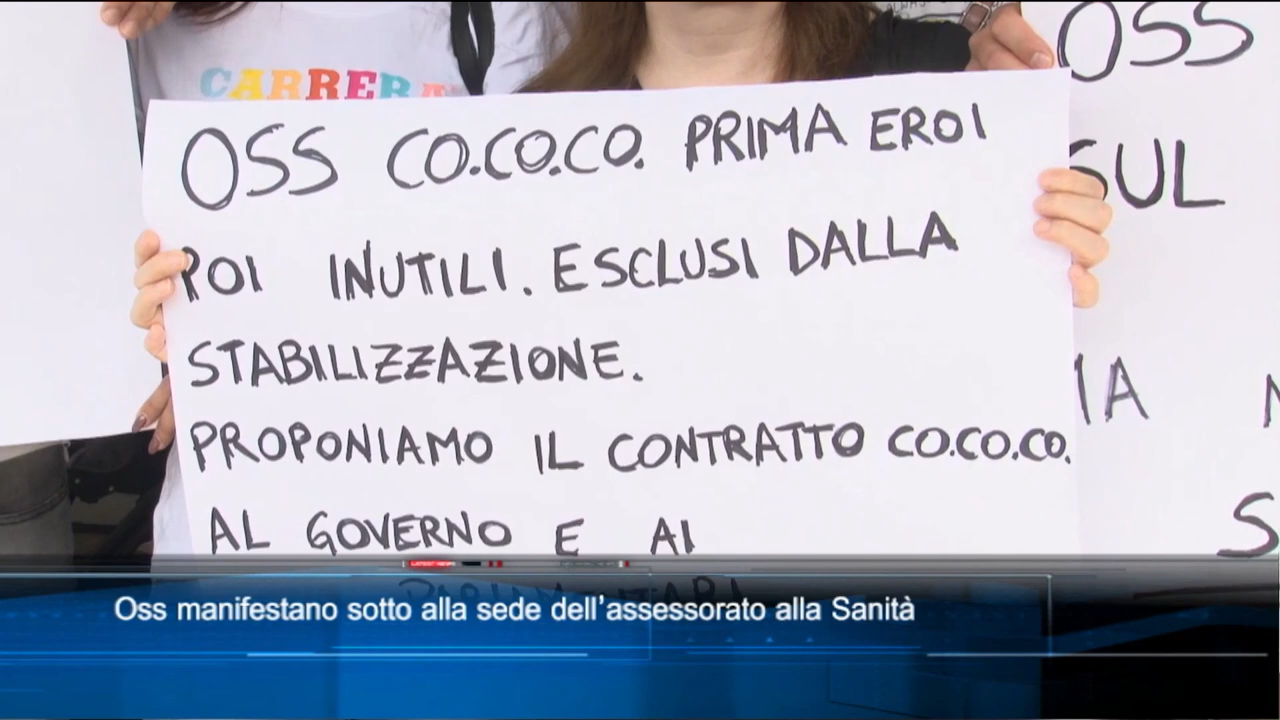 CARRERA
OSS
OSS CO.CO.CO. PRIMA EROI
POI INUTILI. ESCLUSI DALLA
STABILIZZAZIONE.
PROPONIAMO IL CONTRATTO CO.CO.CO.
AL GOVERNO E AI
SUL
Oss manifestano sotto alla sede dell'assessorato alla Sanità